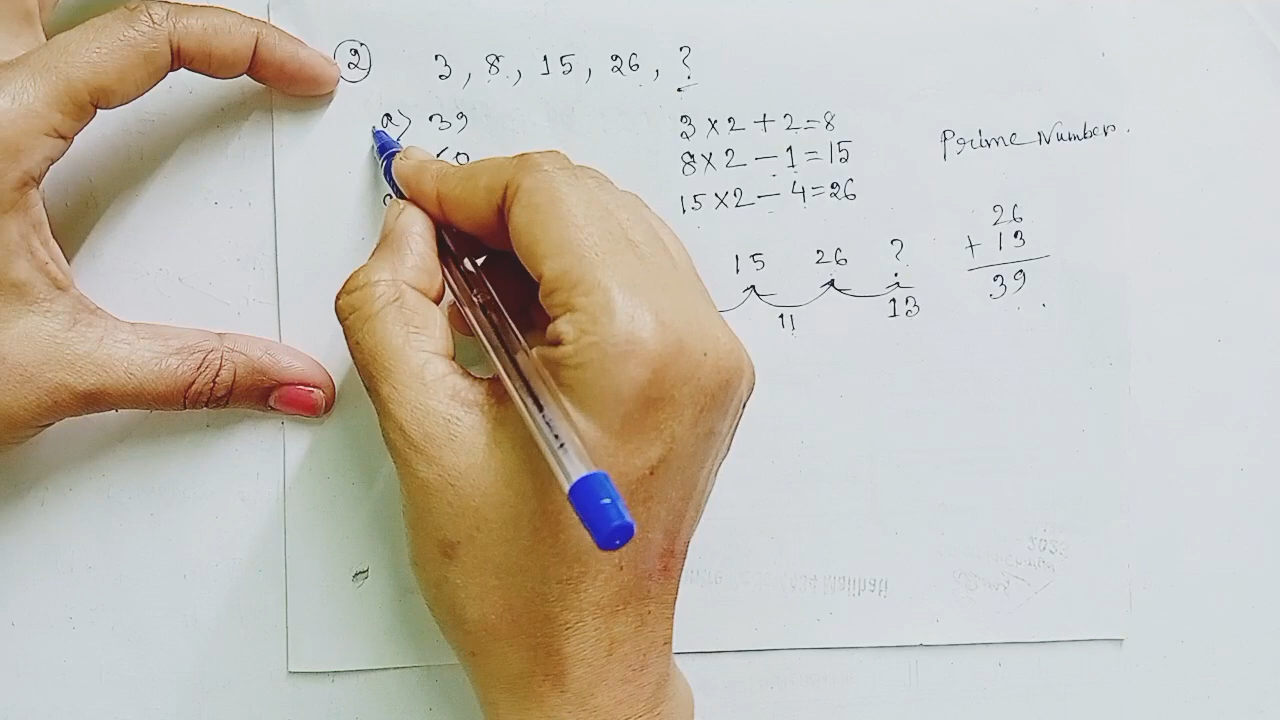 2 3, 8, 15, 26, ?
a) 39
3 × 2 + 2 = 8
8 × 2 - 1 = 15
15 × 2 - 4 = 26
Prime Number.
15 26 ?
11 13
26
+ 13
39
2023